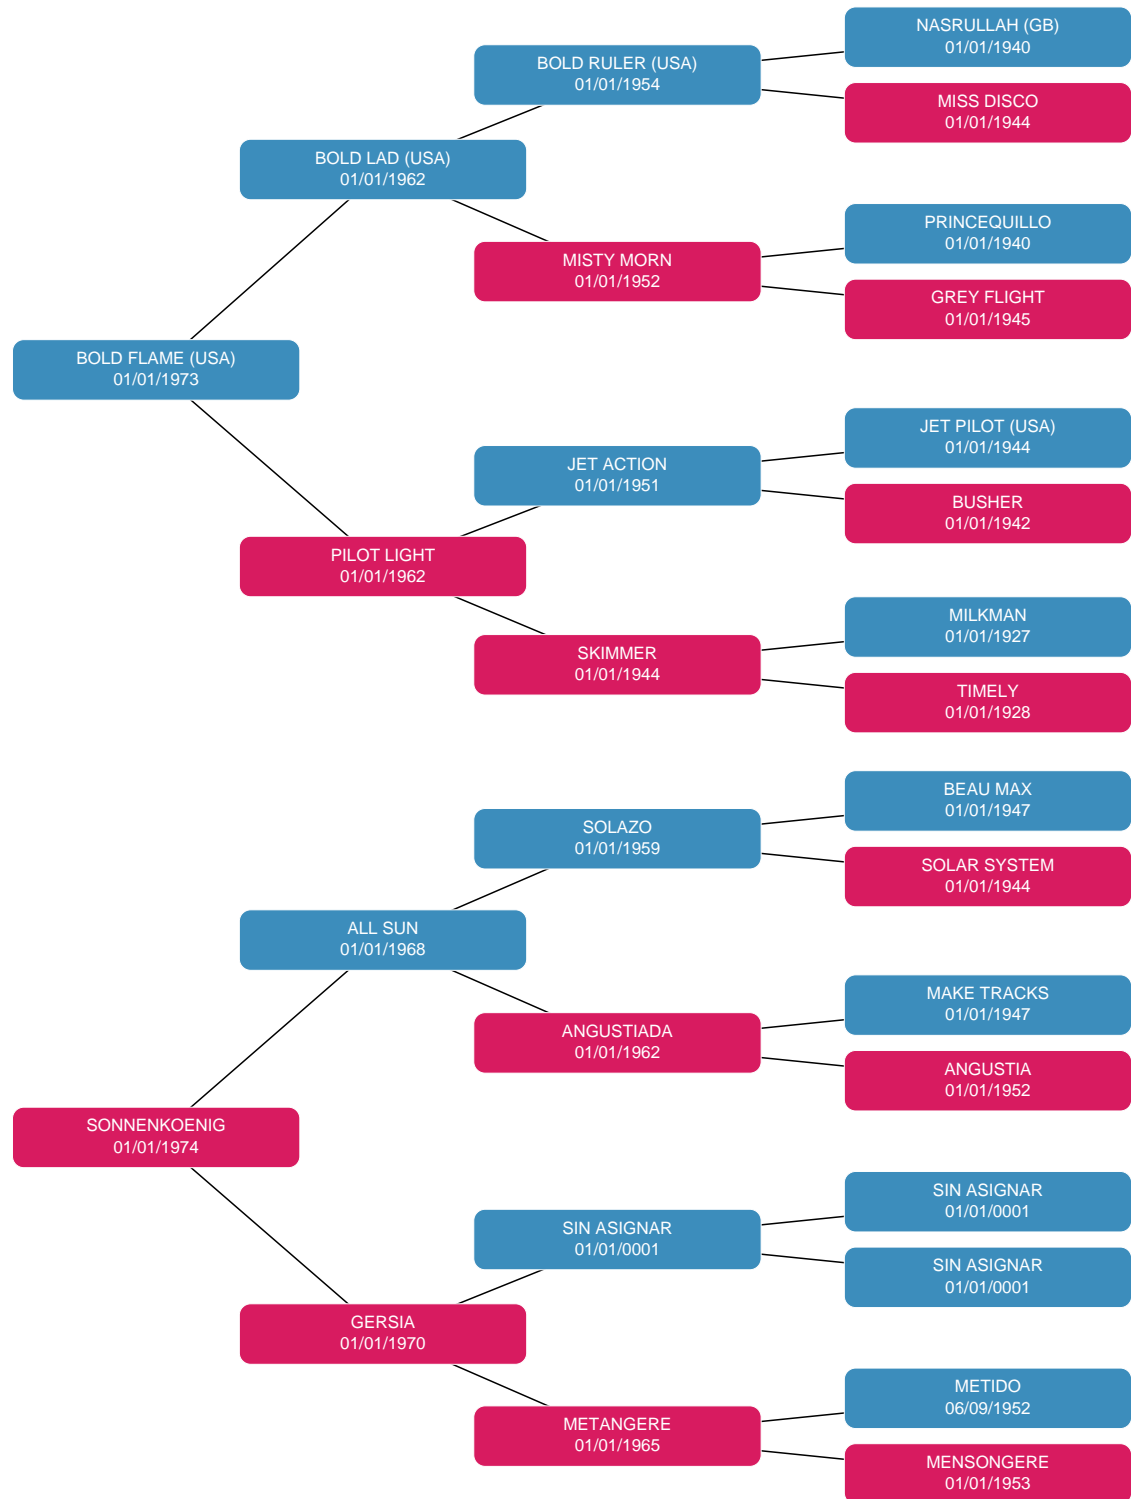 NASRULLAH (GB)
01/01/1940
BOLD RULER (USA)
01/01/1954
MISS DISCO
01/01/1944
BOLD LAD (USA)
01/01/1962
PRINCEQUILLO
01/01/1940
MISTY MORN
01/01/1952
GREY FLIGHT
01/01/1945
BOLD FLAME (USA)
01/01/1973
JET PILOT (USA)
01/01/1944
JET ACTION
01/01/1951
BUSHER
01/01/1942
PILOT LIGHT
01/01/1962
MILKMAN
01/01/1927
SKIMMER
01/01/1944
TIMELY
01/01/1928
BEAU MAX
01/01/1947
SOLAZO
01/01/1959
SOLAR SYSTEM
01/01/1944
ALL SUN
01/01/1968
MAKE TRACKS
01/01/1947
ANGUSTIADA
01/01/1962
ANGUSTIA
01/01/1952
SONNENKOENIG
01/01/1974
SIN ASIGNAR
01/01/0001
SIN ASIGNAR
01/01/0001
SIN ASIGNAR
01/01/0001
GERSIA
01/01/1970
METIDO
06/09/1952
METANGERE
01/01/1965
MENSONGERE
01/01/1953